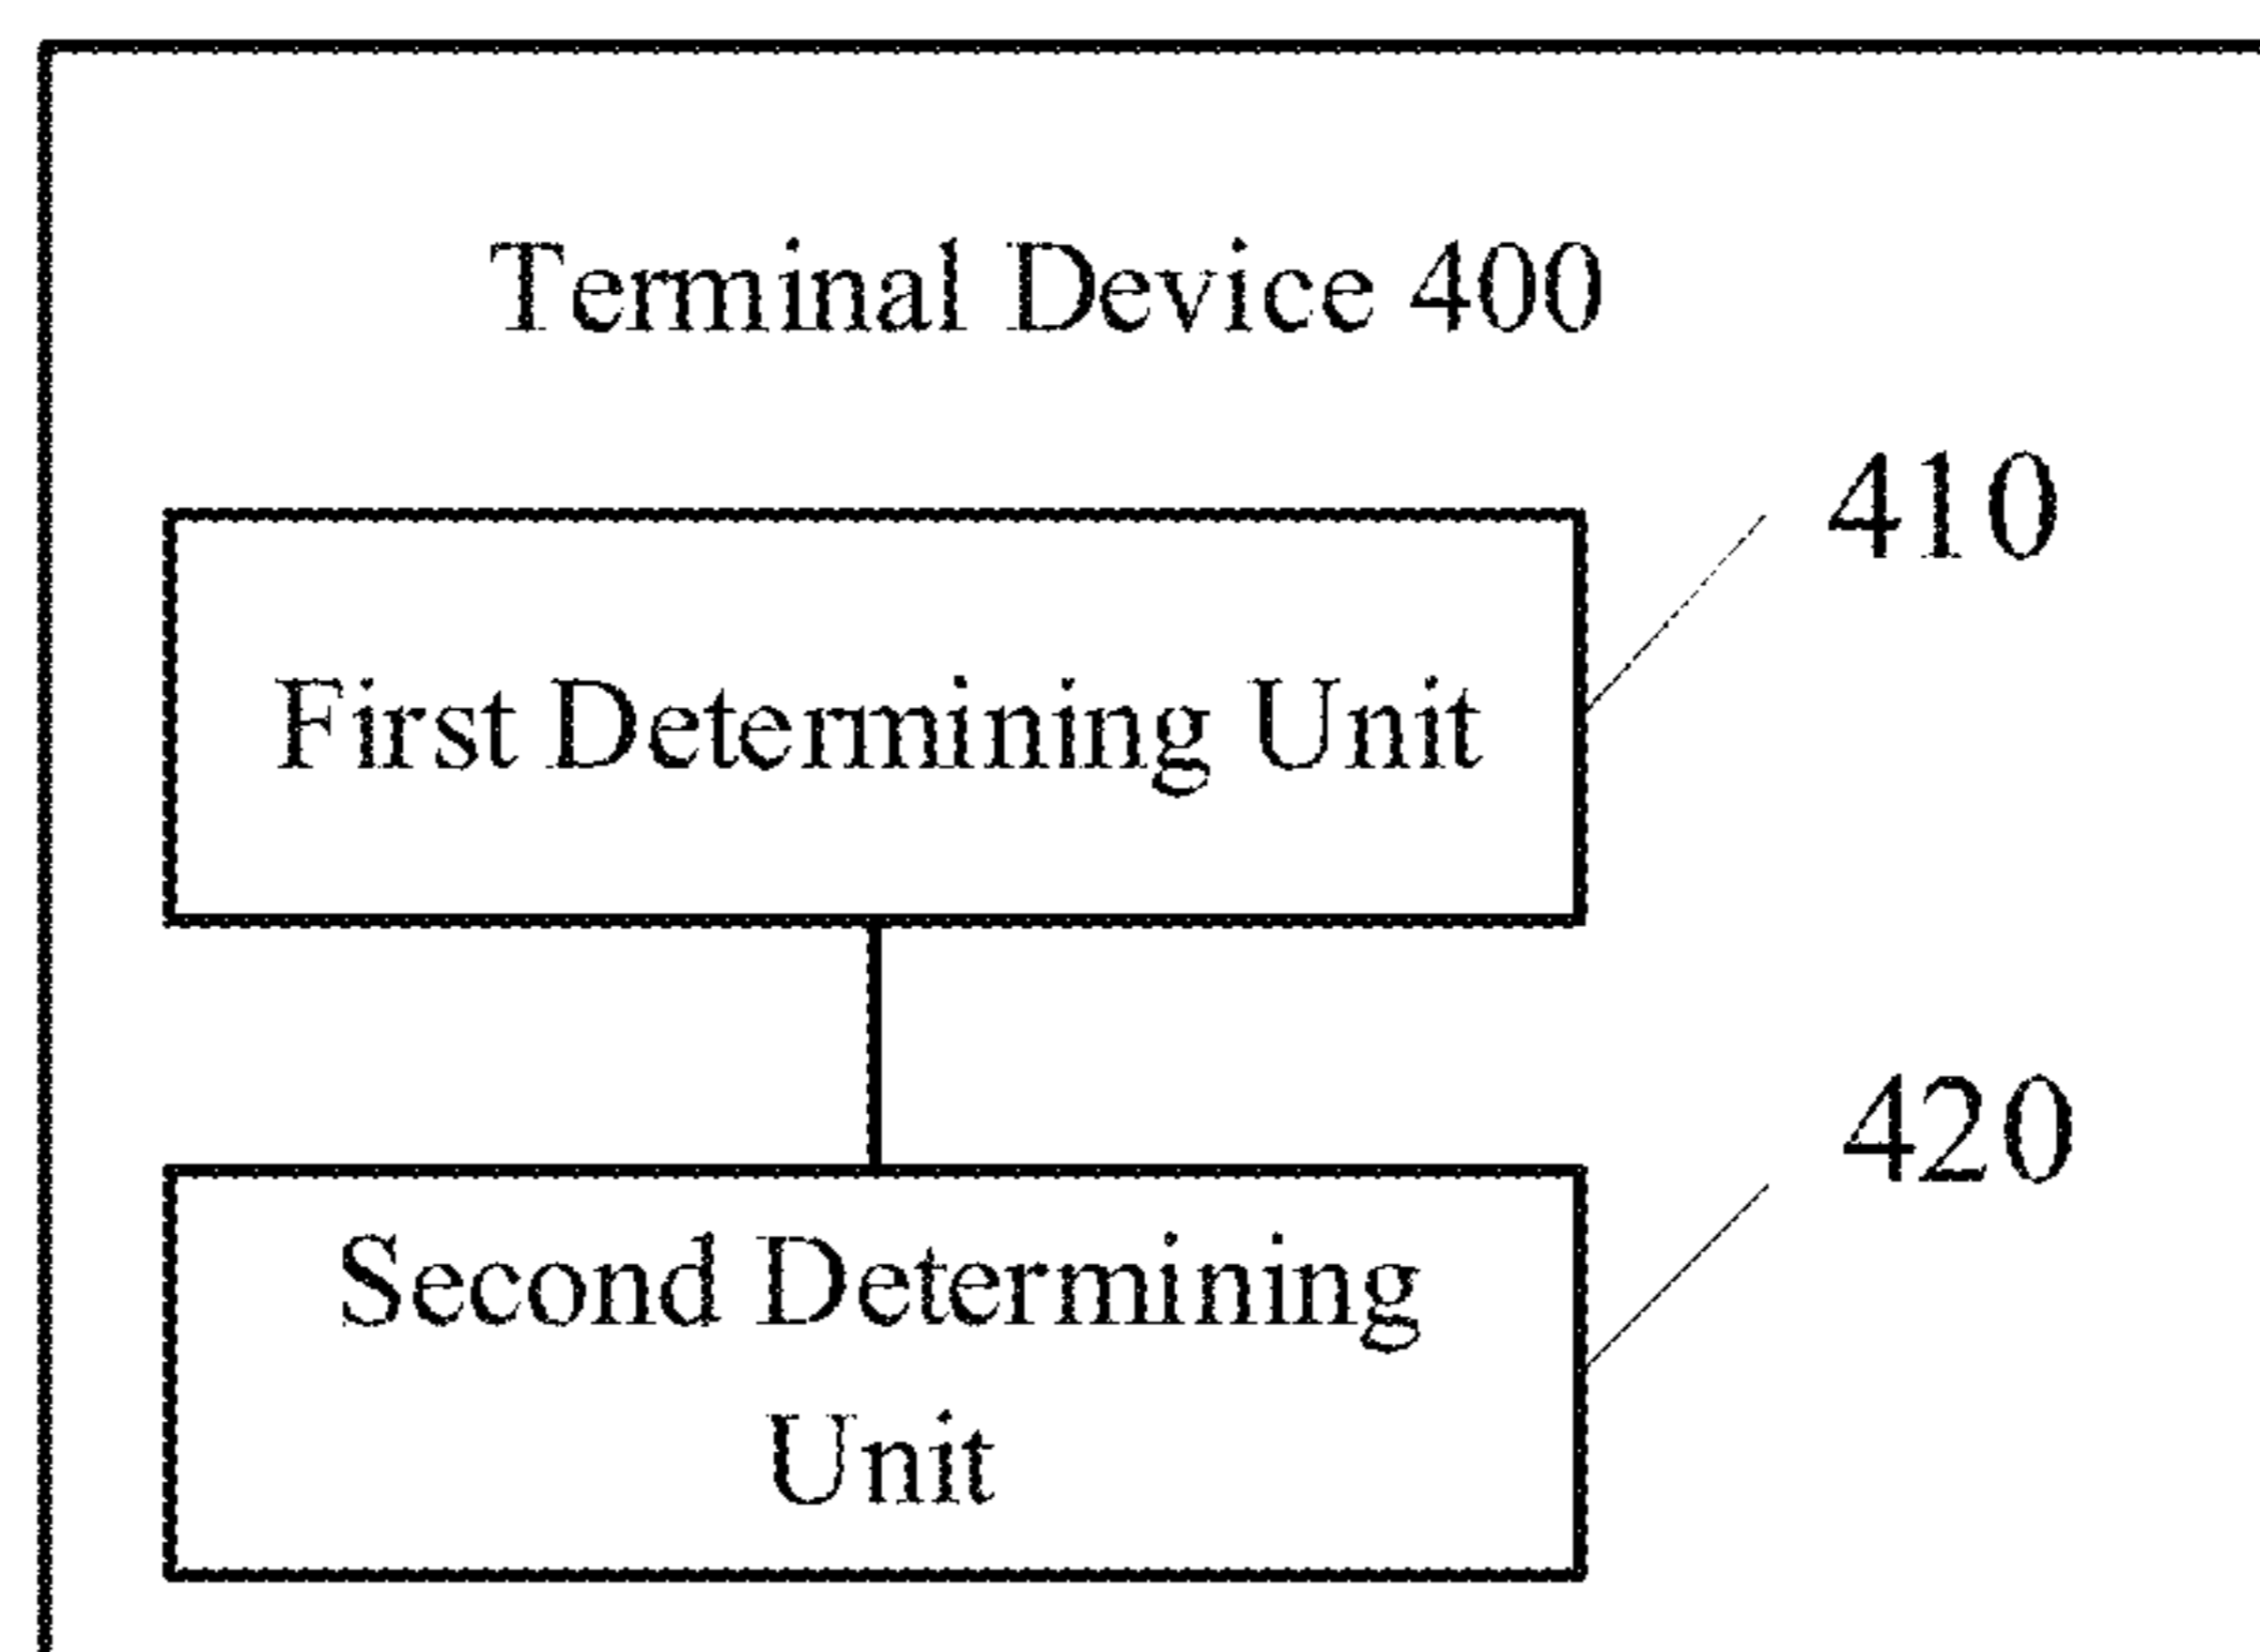 Terminal Device 400
410
First Determining Unit
420
Second Determining
Unit